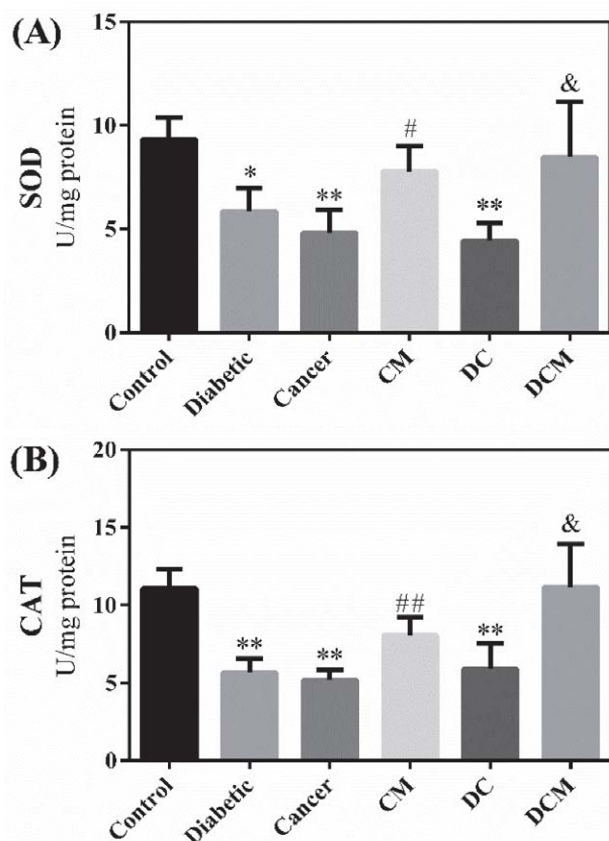 (A)
SOD
U/mg protein
15
10
5
0
*
**
#
**
&
Control
Diabetic
Cancer
CM
DC
DCM
(B)
CAT
U/mg protein
20
15
10
5
0
**
**
##
**
&
Control
Diabetic
Cancer
CM
DC
DCM